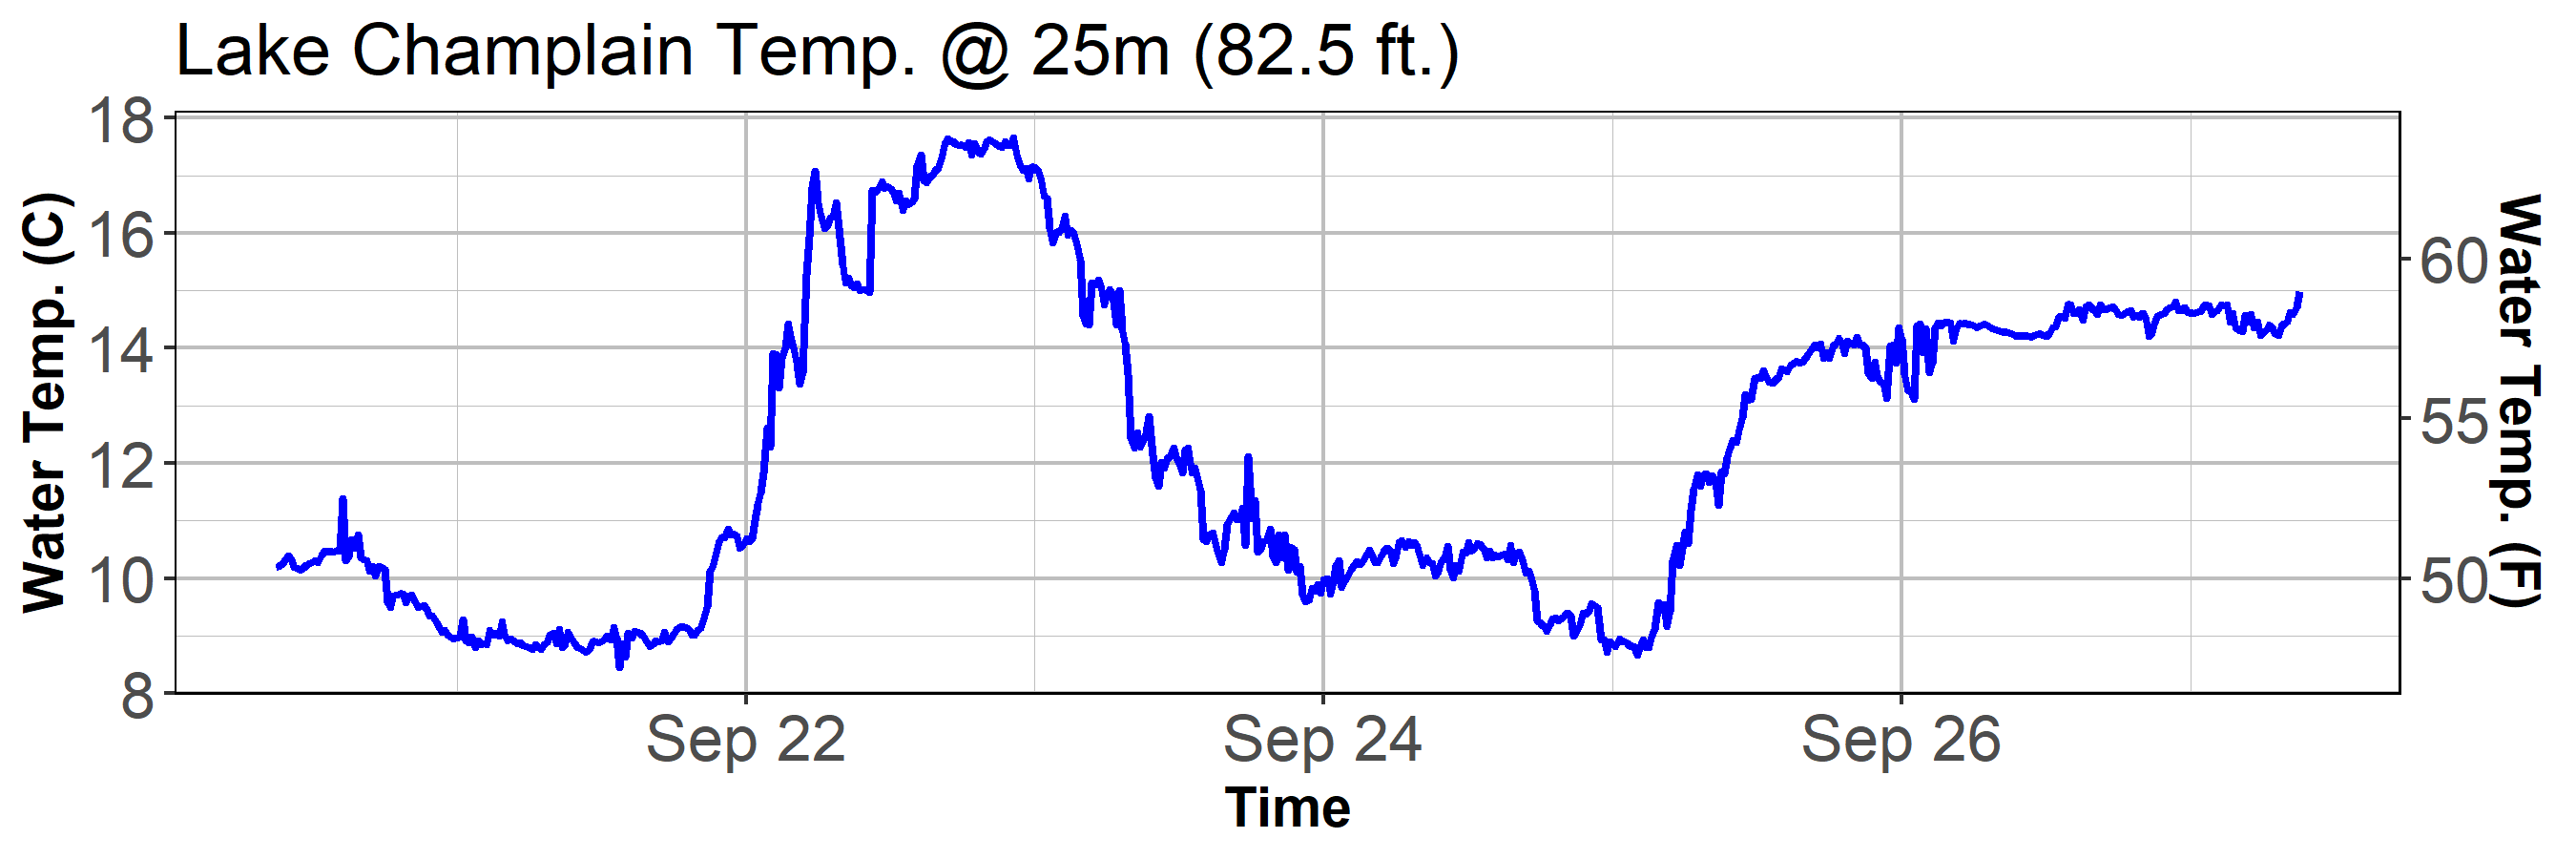 Lake Champlain Temp. @ 25m (82.5 ft.)
Water Temp. (C)
18
16
14
12
10
8
60
55
50
Water Temp. (F)
Sep 22
Sep 24
Sep 26
Time